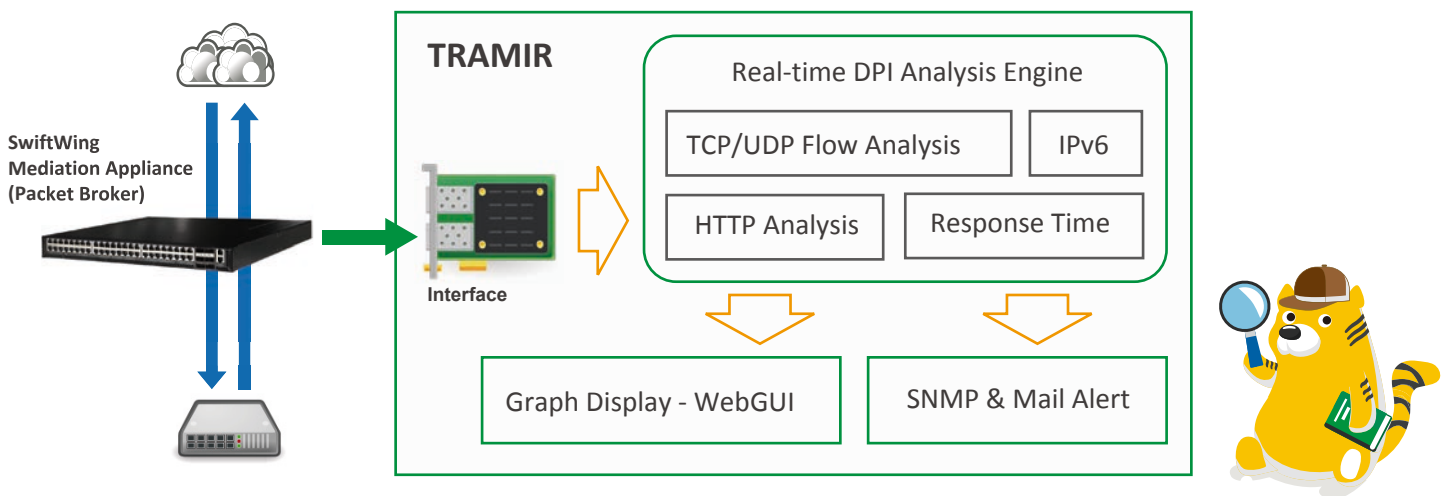 SwiftWing
Mediation Appliance
(Packet Broker)
TRAMIR
Interface
Real-time DPI Analysis Engine
TCP/UDP Flow Analysis
IPv6
HTTP Analysis
Response Time
Graph Display - WebGUI
SNMP & Mail Alert